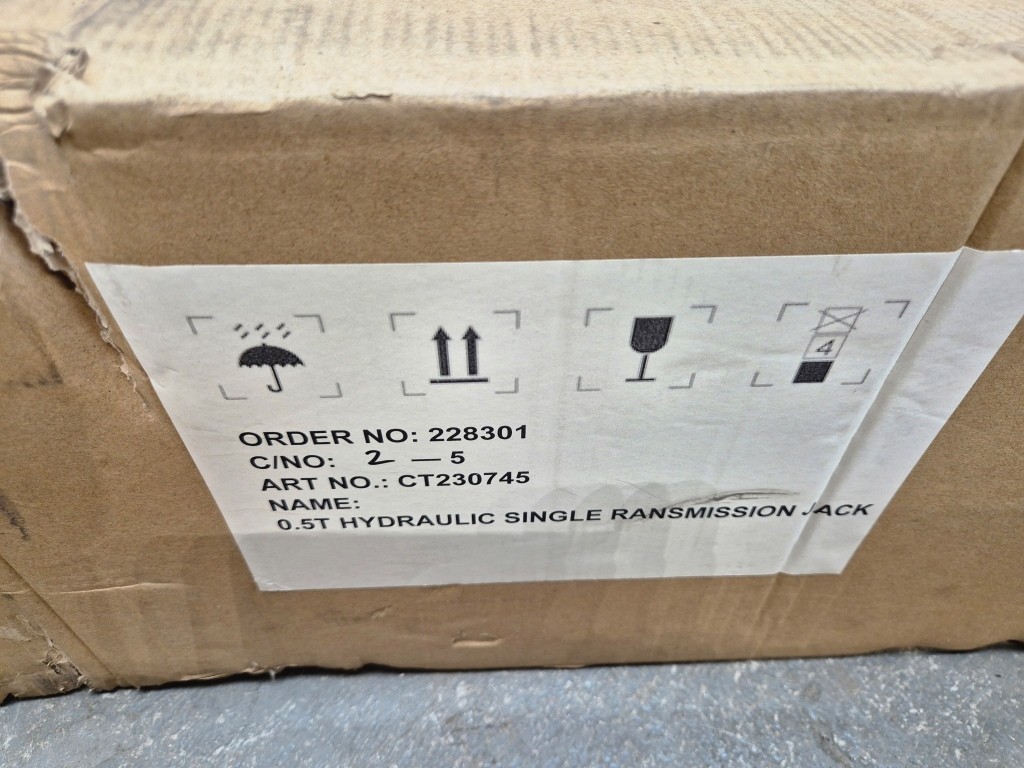 4
ORDER NO: 228301
C/NO: 2 — 5
ART NO.: CT230745
NAME:
0.5T HYDRAULIC SINGLE RANSMISSION JACK